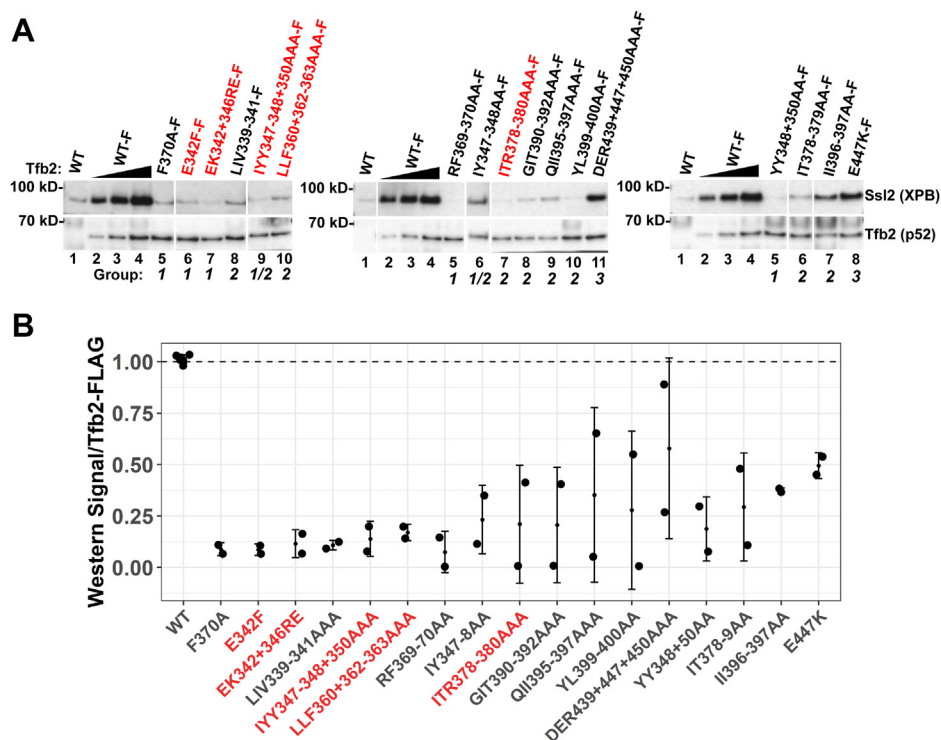 A
Tfb2:
WT
WT-F
F370A-F
E342F-F
EK342+346RE-F
LIV339-341-F
IYY347-348+350AAA-F
LLF360+362-363AAA-F
WT
WT-F
RF369-370AA-F
IY347-348AA-F
ITR378-380AAA-F
GIT390-392AAA-F
QII395-397AA-F
YL399-400AA-F
DER439+447+450AAA-F
WT
WT-F
YY348+350AA-F
IT378-379AA-F
II396-397AA-F
E447K-F
100 kD
100 kD
100 kD
Ssl2 (XPB)
70 kD
70 kD
70 kD
Tfb2 (p52)
1 2 3 4 5 6 7 8 9 10
1 2 3 4 5 6 7 8 9 10 11
1 2 3 4 5 6 7 8
Group: 1 1 1 2 1/2 2
1 1/2 2 2 2 2 3
1 2 2 3
B
Western Signal/Tfb2-FLAG
1.00
0.75
0.50
0.25
0.00
WT
F370A
E342F
EK342+346RE
LIV339-341AAA
IYY347-348+350AAA
LLF360+362-363AAA
RF369-70AA
IY347-8AA
ITR378-380AAA
GIT390-392AAA
QII395-397AAA
YL399-400AA
DER439+447+450AAA
YY348+50AA
IT378-9AA
II396-397AA
E447K